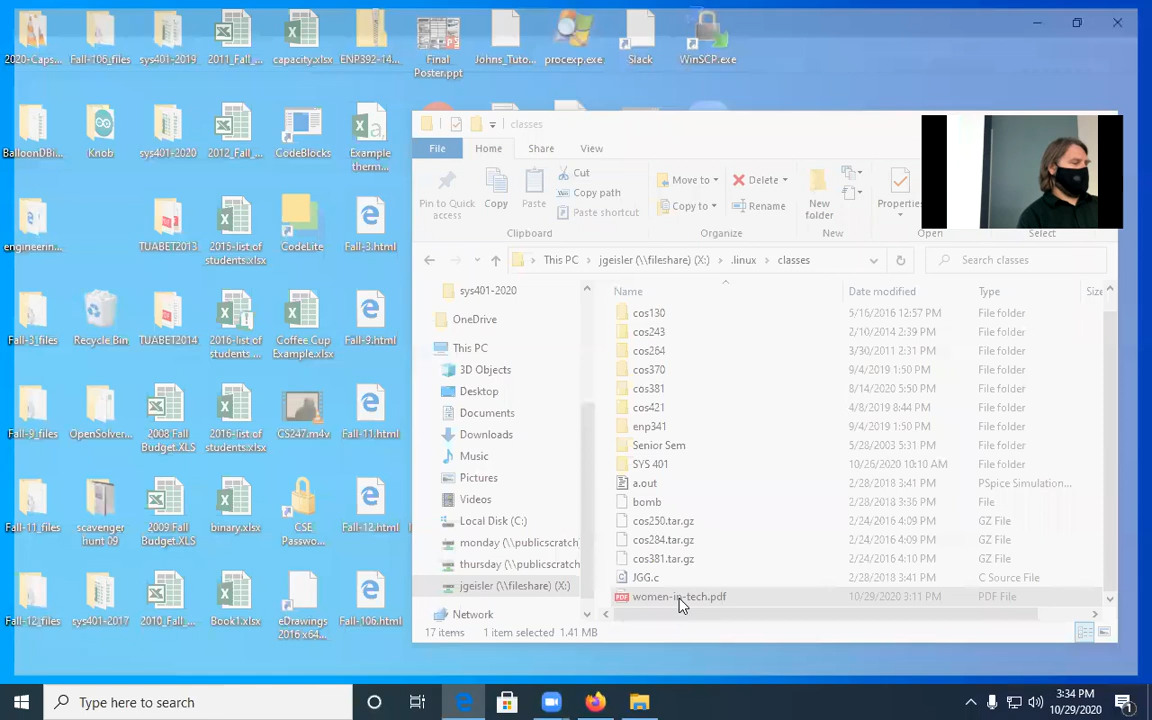 2020-Caps...
Fall-106_files
sys401-2019
2011_Fall_...
capacity.xlsx
ENP392-14...
Final
Poster.ppt
Johns_Tuto...
procexp.exe
Slack
WinSCP.exe
BalloonDBi...
Knob
sys401-2020
2012_Fall_...
CodeBlocks
Example
therm...
engineerin...
TUABET2013
2015-list of
students.xlsx
CodeLite
Fall-3.html
Fall-3_files
Recycle Bin
TUABET2014
2016-list of
students ...
Coffee Cup
Example.xlsx
Fall-9.html
Fall-9_files
OpenSolver...
2008 Fall
Budget.XLS
2016-list of
students.xlsx
CS247.m4v
Fall-11.html
Fall-11_files
scavenger
hunt 09
2009 Fall
Budget.XLS
binary.xlsx
CSE
Passwo...
Fall-12.html
Fall-12_files
sys401-2017
2010_Fall_...
Book1.xlsx
eDrawings
2016 x64...
Fall-106.html
classes
File
Home
Share
View
Pin to Quick
access
Copy
Paste
Cut
Copy path
Paste shortcut
Clipboard
Move to
Copy to
Delete
Rename
Organize
New
folder
New
Properties
Open
Select
This PC
jgeisler (\\fileshare) (X:)
.linux
classes
Search classes
sys401-2020
OneDrive
This PC
3D Objects
Desktop
Documents
Downloads
Music
Pictures
Videos
Local Disk (C:)
monday (\\publicscratch
thursday (\\publicscratch
jgeisler (\\fileshare) (X:)
Network
Name Date modified Type Size
cos130 5/16/2016 12:57 PM File folder
cos243 2/10/2014 2:39 PM File folder
cos264 3/30/2011 2:31 PM File folder
cos370 9/4/2019 1:50 PM File folder
cos381 8/14/2020 5:50 PM File folder
cos421 4/8/2019 8:44 PM File folder
enp341 9/4/2019 1:50 PM File folder
Senior Sem 5/28/2003 5:31 PM File folder
SYS 401 10/26/2020 10:10 AM File folder
a.out 2/28/2018 3:41 PM PSpice Simulation...
bomb 2/28/2018 3:36 PM File
cos250.tar.gz 2/24/2016 4:09 PM GZ File
cos284.tar.gz 2/24/2016 4:09 PM GZ File
cos381.tar.gz 2/24/2016 4:10 PM GZ File
JGG.c 2/28/2018 3:41 PM C Source File
women-in-tech.pdf 10/29/2020 3:11 PM PDF File
17 items 1 item selected 1.41 MB
Type here to search
3:34 PM
10/29/2020
1